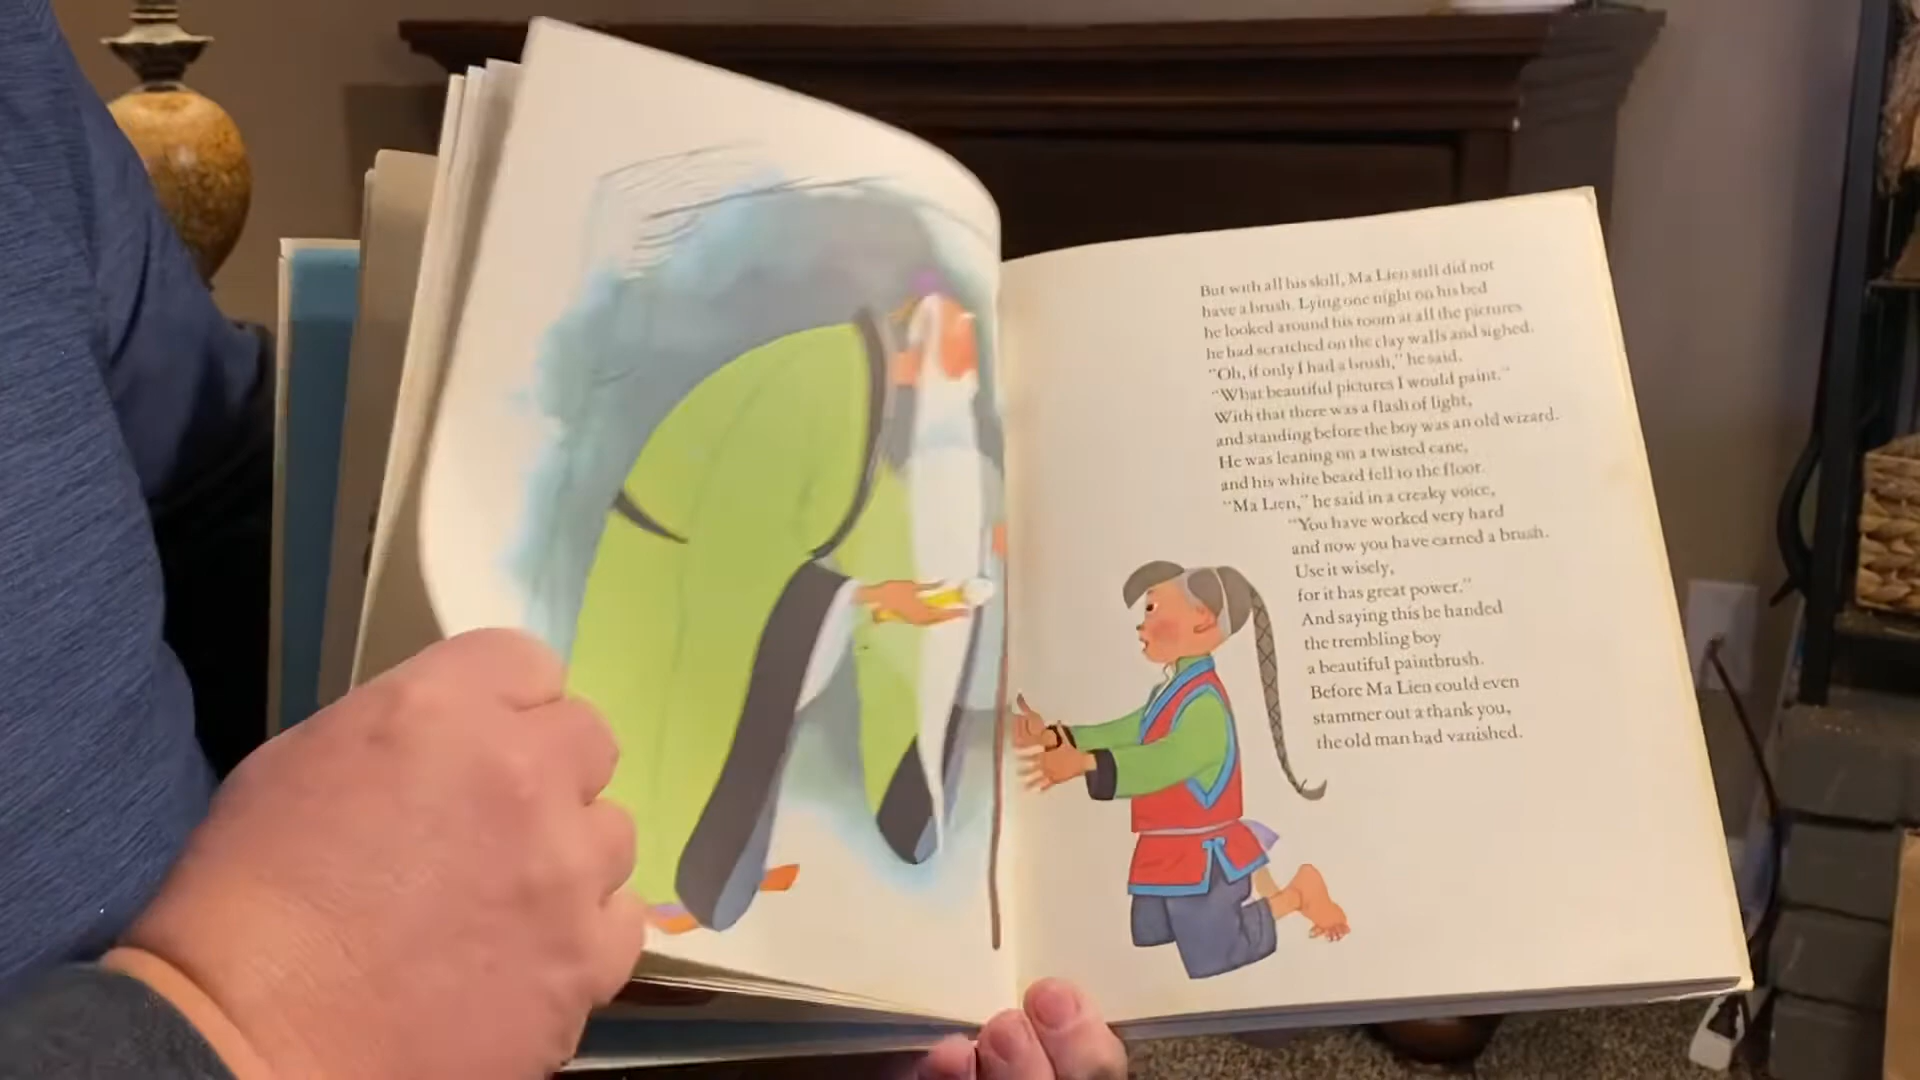 But with all his skill, Ma Lien still did not
have a brush. Lying one night on his bed
he looked around his room at all the pictures
he had scratched on the clay walls and sighed.
"Oh, if only I had a brush," he said.
"What beautiful pictures I would paint."
With that there was a flash of light,
and standing before the boy was an old wizard.
He was leaning on a twisted cane,
and his white beard fell to the floor.
"Ma Lien," he said in a creaky voice,
"You have worked very hard
and now you have earned a brush.
Use it wisely,
for it has great power."
And saying this he handed
the trembling boy
a beautiful paintbrush.
Before Ma Lien could even
stammer out a thank you,
the old man had vanished.